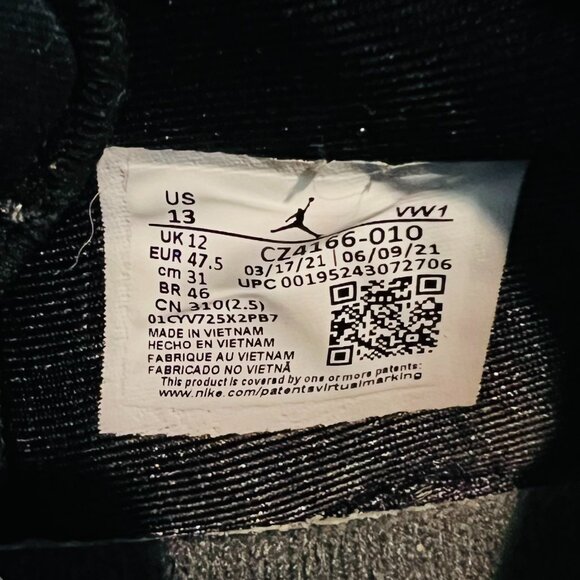 US
13
VW1
UK 12
EUR 47.5
cm 31
BR 46
CN 310(2.5)
CZ4166-010
03/17/21 | 06/09/21
UPC 00195243072706
01CYV725X2PB7
MADE IN VIETNAM
HECHO EN VIETNAM
FABRIQUE AU VIETNAM
FABRICADO NO VIETNÃ
This product is covered by one or more patents:
www.nike.com/patentsvirtualmarking